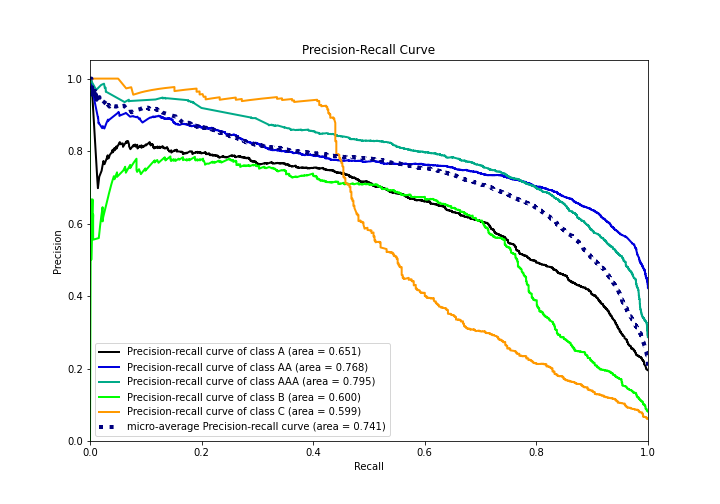 Precision-Recall Curve
Precision
1.0
0.8
0.6
0.4
0.2
0.0
Precision-recall curve of class A (area = 0.651)
Precision-recall curve of class AA (area = 0.768)
Precision-recall curve of class AAA (area = 0.795)
Precision-recall curve of class B (area = 0.600)
Precision-recall curve of class C (area = 0.599)
micro-average Precision-recall curve (area = 0.741)
0.0 0.2 0.4 0.6 0.8 1.0
Recall